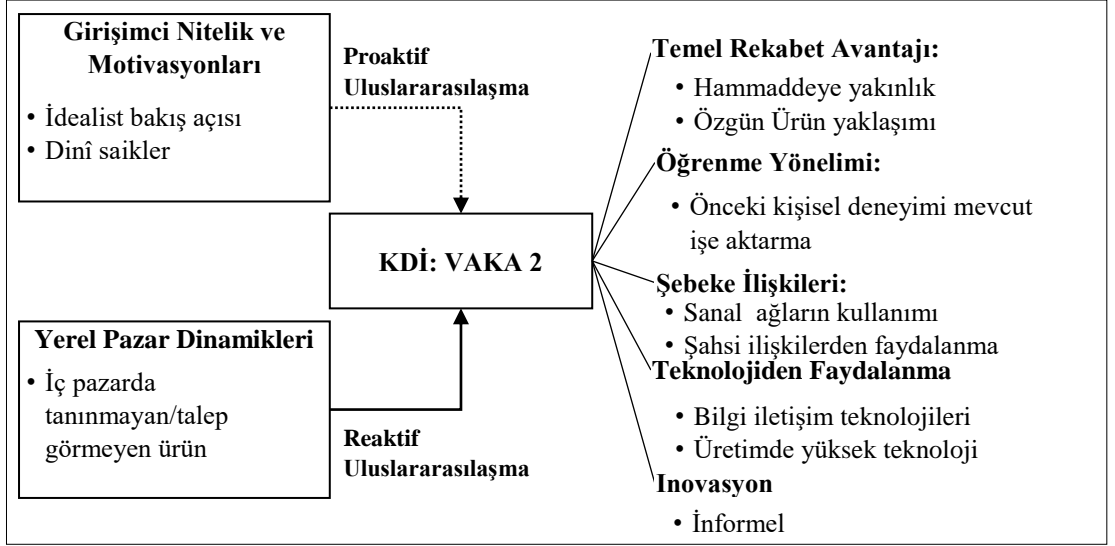 Girişimci Nitelik ve
Motivasyonları
• İdealist bakış açısı
• Dinî saikler
Proaktif
Uluslararasılaşma
KDİ: VAKA 2
Yerel Pazar Dinamikleri
• İç pazarda
tanınmayan/talep
görmeyen ürün
Reaktif
Uluslararasılaşma
Temel Rekabet Avantajı:
• Hammaddeye yakınlık
• Özgün Ürün yaklaşımı
Öğrenme Yönelimi:
• Önceki kişisel deneyimi mevcut
işe aktarma
Şebeke İlişkileri:
• Sanal ağların kullanımı
• Şahsi ilişkilerden faydalanma
Teknolojiden Faydalanma
• Bilgi iletişim teknolojileri
• Üretimde yüksek teknoloji
Inovasyon
• İnformel